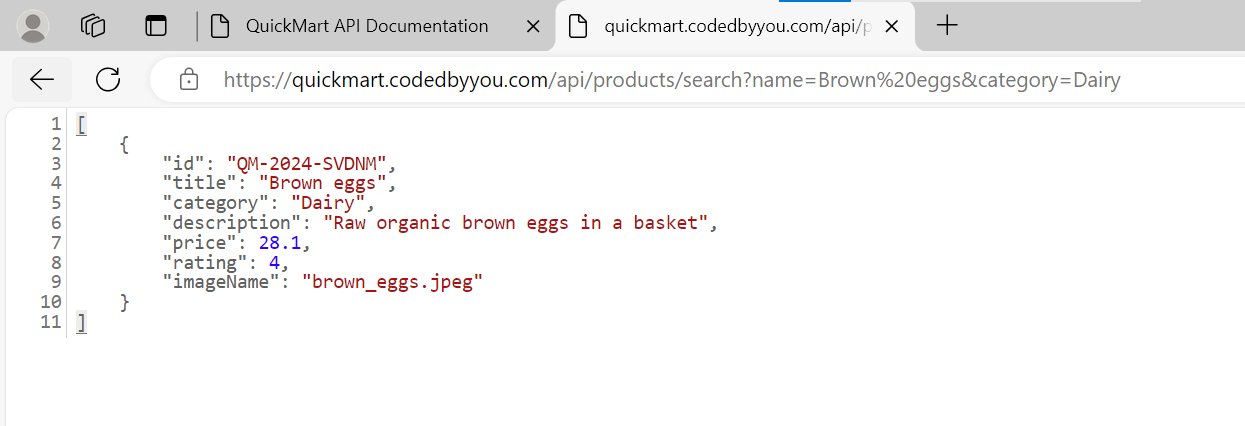 QuickMart API Documentation
quickmart.codedbyyou.com/api/p
https://quickmart.codedbyyou.com/api/products/search?name=Brown%20eggs&category=Dairy
1 [
2 {
3 "id": "QM-2024-SVDNM",
4 "title": "Brown eggs",
5 "category": "Dairy",
6 "description": "Raw organic brown eggs in a basket",
7 "price": 28.1,
8 "rating": 4,
9 "imageName": "brown_eggs.jpeg"
10 }
11 ]